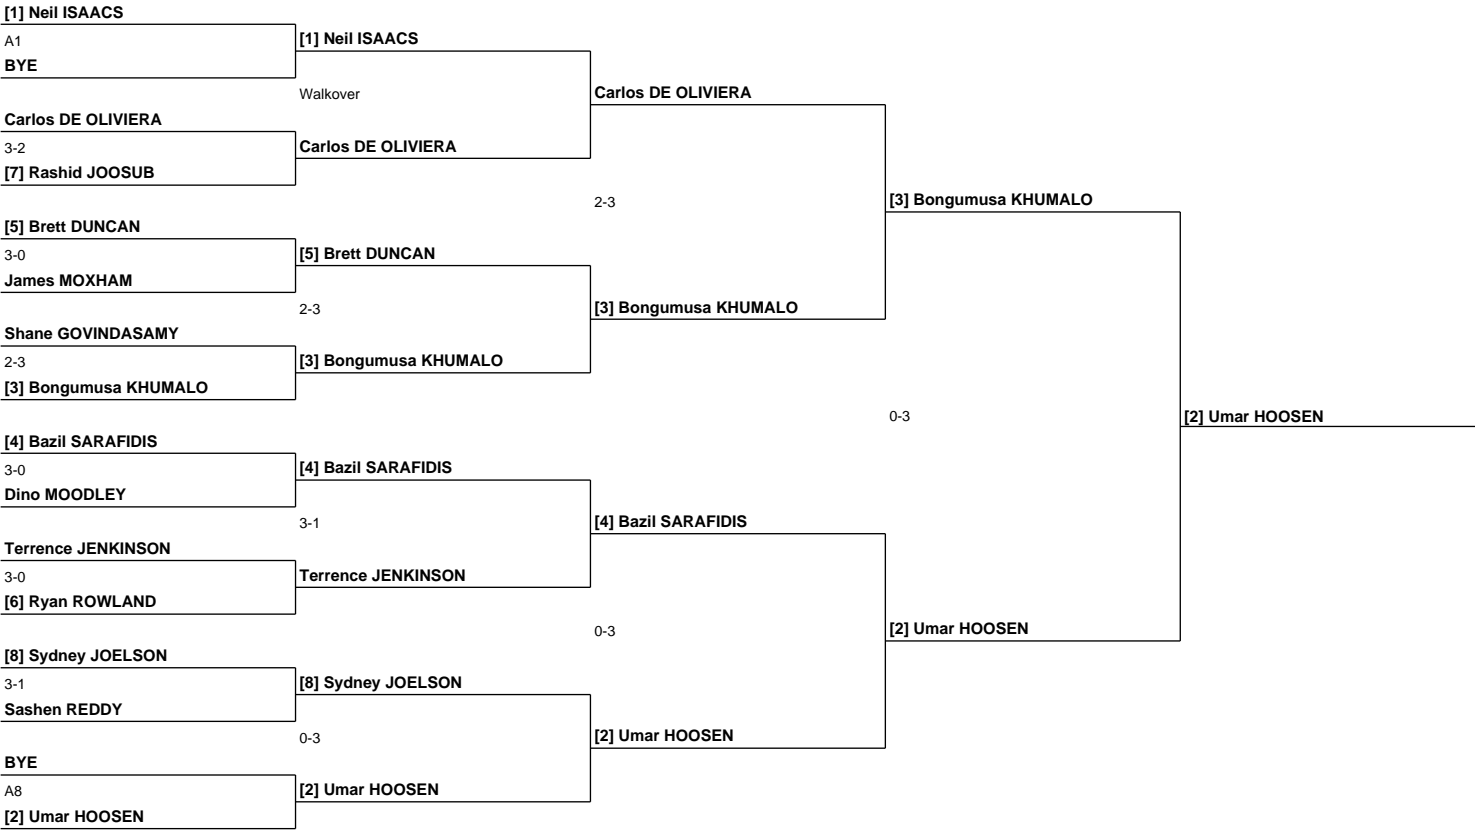 [1] Neil ISAACS
A1
[1] Neil ISAACS
BYE
Walkover
Carlos DE OLIVIERA
Carlos DE OLIVIERA
3-2
Carlos DE OLIVIERA
[7] Rashid JOOSUB
2-3
[3] Bongumusa KHUMALO
[5] Brett DUNCAN
3-0
[5] Brett DUNCAN
James MOXHAM
2-3
[3] Bongumusa KHUMALO
Shane GOVINDASAMY
2-3
[3] Bongumusa KHUMALO
[3] Bongumusa KHUMALO
0-3
[2] Umar HOOSEN
[4] Bazil SARAFIDIS
3-0
[4] Bazil SARAFIDIS
Dino MOODLEY
3-1
[4] Bazil SARAFIDIS
Terrence JENKINSON
3-0
Terrence JENKINSON
[6] Ryan ROWLAND
0-3
[2] Umar HOOSEN
[8] Sydney JOELSON
3-1
[8] Sydney JOELSON
Sashen REDDY
0-3
[2] Umar HOOSEN
BYE
A8
[2] Umar HOOSEN
[2] Umar HOOSEN